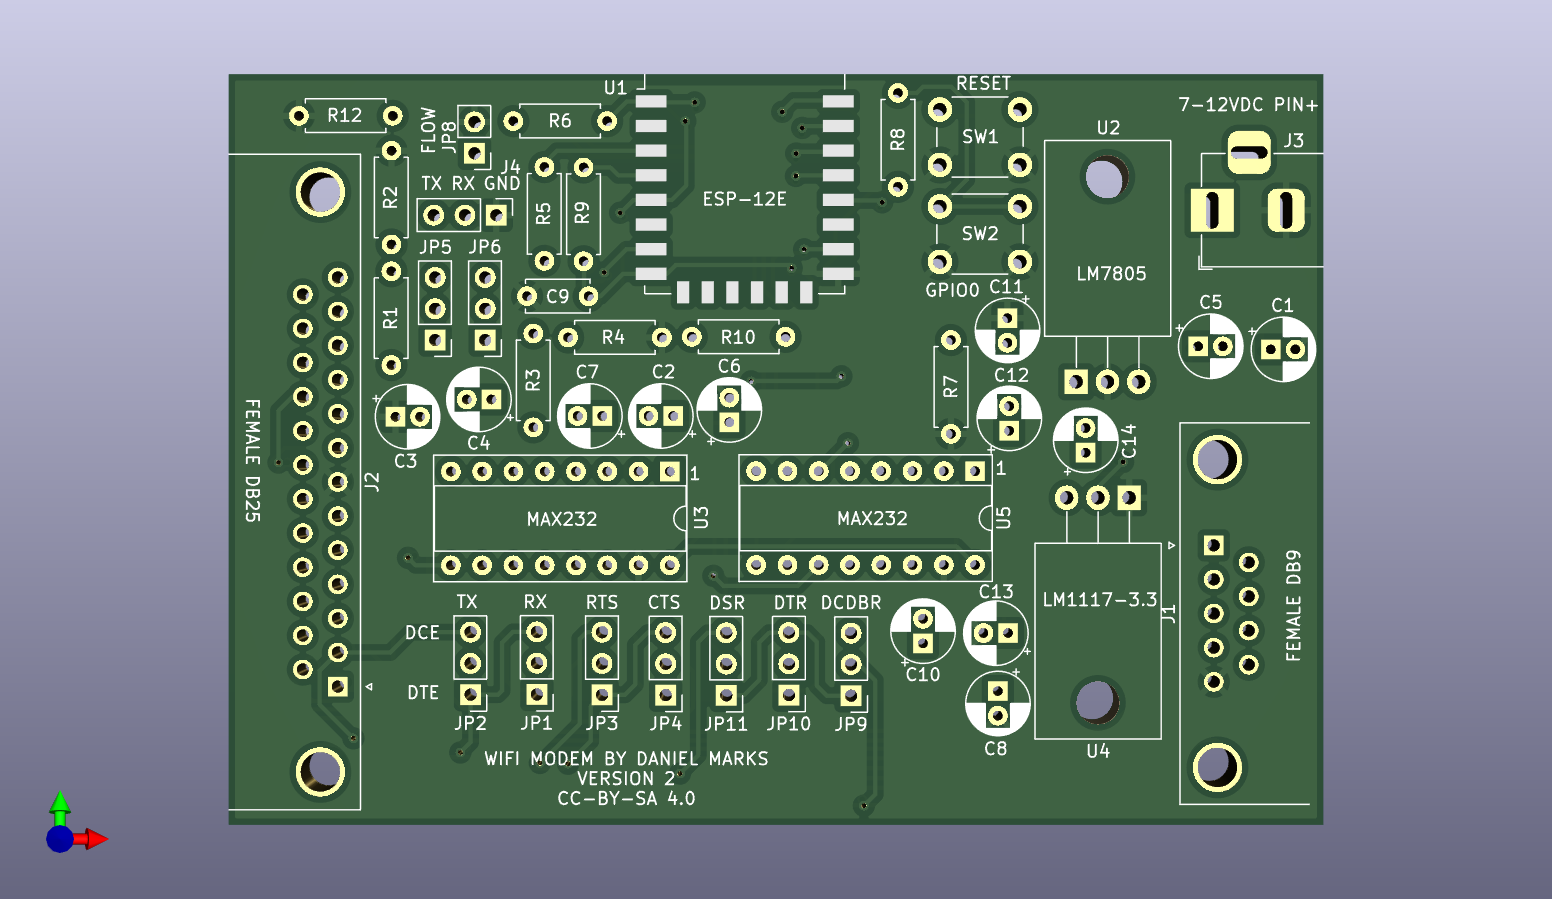 RESET
U1
7-12VDC PIN+
R12
FLOW
JP8
R6
R8
SW1
U2
J3
J4
TX RX GND
R2
R5
R9
ESP-12E
SW2
JP5
JP6
LM7805
GPIO0
C11
C9
C5
C1
R1
R4
R10
R3
C7
C2
C6
R7
C12
FEMALE DB25
J2
C3
C4
C14
1
1
MAX232
U3
MAX232
U5
FEMALE DB9
J1
LM1117-3.3
C13
TX
RX
RTS
CTS
DSR
DTR
DCDBR
DCE
DTE
C10
JP2
JP1
JP3
JP4
JP11
JP10
JP9
C8
U4
WIFI MODEM BY DANIEL MARKS
VERSION 2
CC-BY-SA 4.0